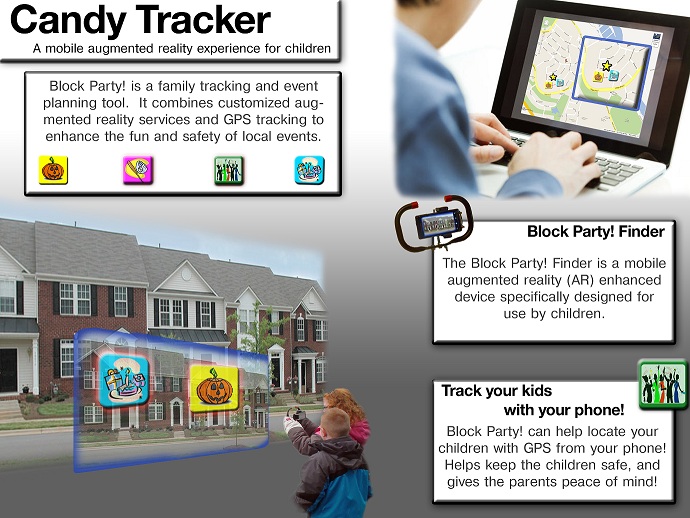 Candy Tracker
A mobile augmented reality experience for children
Block Party! is a family tracking and event
planning tool. It combines customized aug-
mented reality services and GPS tracking to
enhance the fun and safety of local events.
Block Party! Finder
The Block Party! Finder is a mobile
augmented reality (AR) enhanced
device specifically designed for
use by children.
Track your kids
with your phone!
Block Party! can help locate your
children with GPS from your phone!
Helps keep the children safe, and
gives the parents peace of mind!